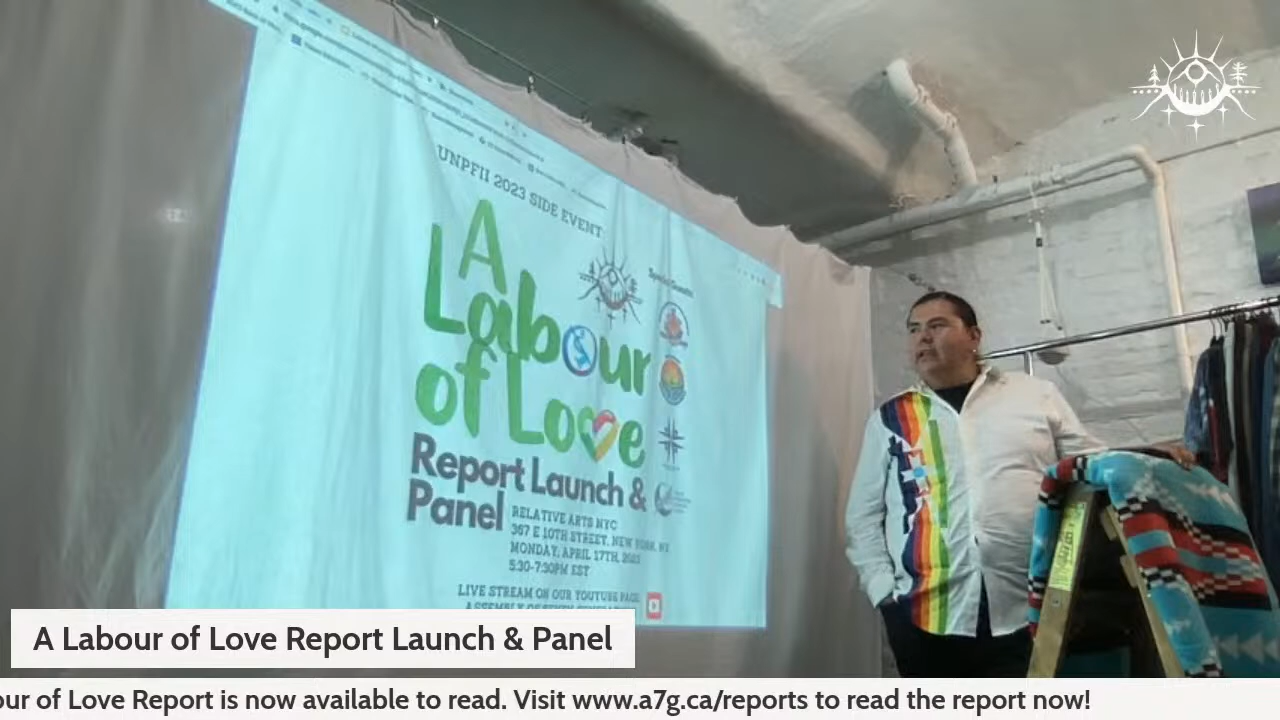 UNPFII 2023 SIDE EVENT
A
Labour
of Love
Report Launch &
Panel
RELATIVE ARTS NYC
367 E 10TH STREET, NEW YORK, NY
MONDAY, APRIL 17TH, 2023
5:30-7:30PM EST
LIVE STREAM ON OUR YOUTUBE PAGE:
A Labour of Love Report Launch & Panel
our of Love Report is now available to read. Visit www.a7g.ca/reports to read the report now!